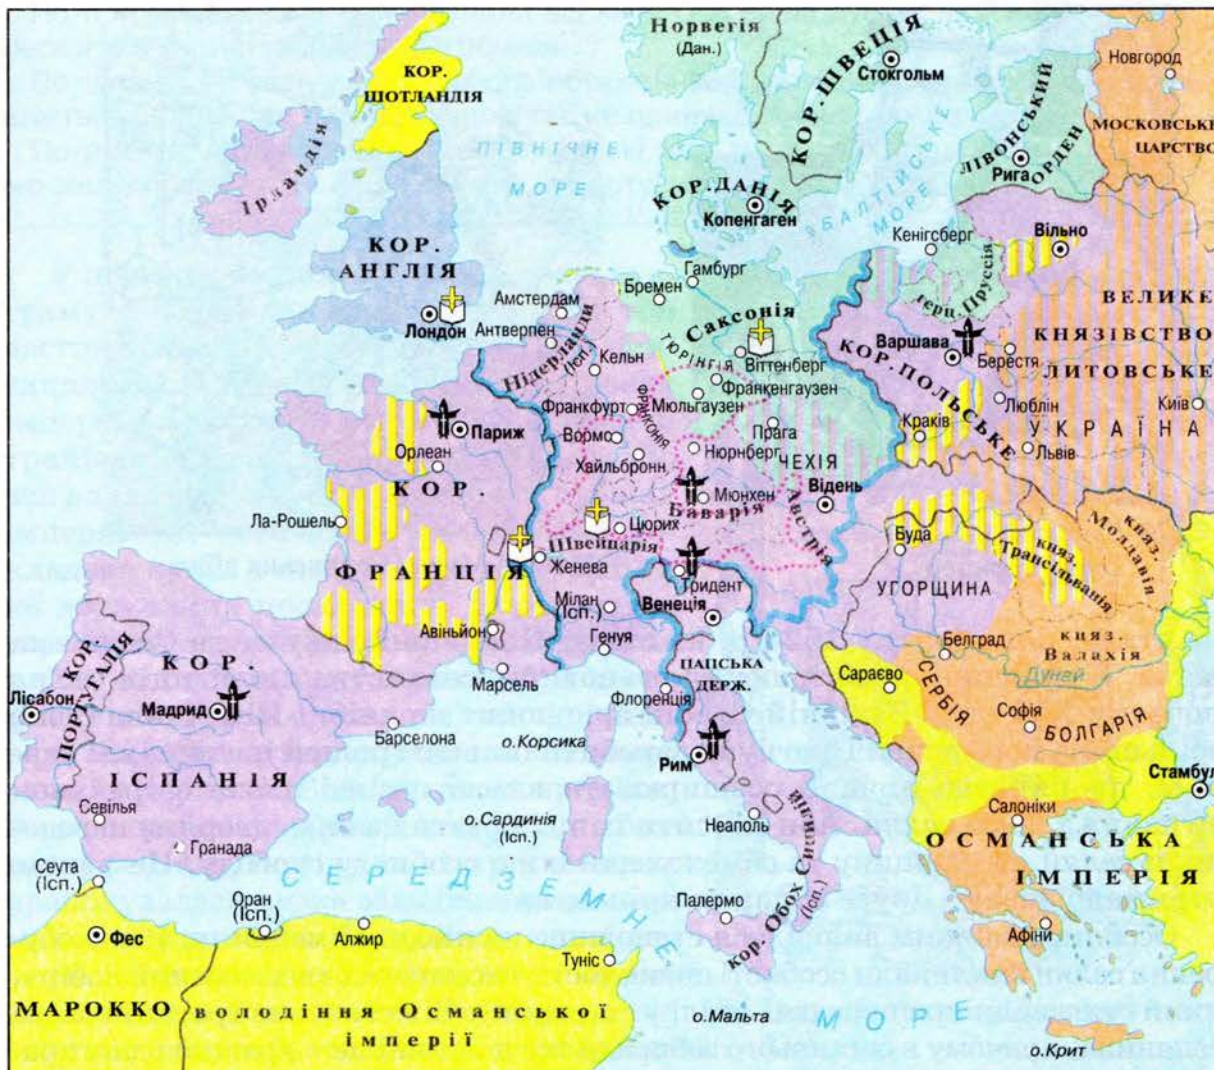 Норвегія
(Дан.)
КОР. ШВЕЦІЯ
Стокгольм
Новгород
МОСКОВСЬКЕ
ЦАРСТВО
ЛІВОНСЬКИЙ
ОРДЕН
Рига
КОР.
ШОТЛАНДІЯ
Ірландія
ПІВНІЧНЕ
МОРЕ
БАЛТІЙСЬКЕ
МОРЕ
КОР. ДАНІЯ
Копенгаген
КОР.
АНГЛІЯ
Лондон
Кенігсберг
герц. Пруссія
Вільно
ВЕЛИКЕ
КНЯЗІВСТВО
ЛИТОВСЬКЕ
Гамбург
Бремен
Амстердам
Антверпен
Нідерланди
(Ісп.)
Кельн
Саксонія
ТЮРІНГІЯ
Віттенберг
Франкенгаузен
Мюльгаузен
Франкфурт
ФРАНКОНІЯ
Вормс
Хайльбронн
Нюрнберг
Прага
ЧЕХІЯ
КОР. ПОЛЬСЬКЕ
Варшава
Берестя
Люблін
Краків
Київ
УКРАЇНА
Львів
Париж
Орлеан
КОР.
ФРАНЦІЯ
Ла-Рошель
Мюнхен
Баварія
Австрія
Відень
Цюрих
Швейцарія
Женева
Тридент
Мілан
(Ісп.)
Венеція
Генуя
Авіньйон
Марсель
Буда
УГОРЩИНА
княз.
Трансільванія
княз.
Молдавія
княз.
Валахія
Дунай
Белград
Сараєво
СЕРБІЯ
Софія
БОЛГАРІЯ
Стамбул
Салоніки
ОСМАНСЬКА
ІМПЕРІЯ
Афіни
о.Крит
ПАПСЬКА
ДЕРЖ.
Флоренція
о.Корсика
Рим
Неаполь
о.Сардинія
(Ісп.)
Палермо
кор. Обох Сицилій
(Ісп.)
о.Мальта
КОР.
ПОРТУГАЛІЯ
Лісабон
КОР.
ІСПАНІЯ
Мадрид
Барселона
Севілья
Гранада
Сеута
(Ісп.)
Оран
(Ісп.)
Фес
Алжир
Туніс
СЕРЕДЗЕМНЕ
МОРЕ
МАРОККО
володіння Османської
імперії